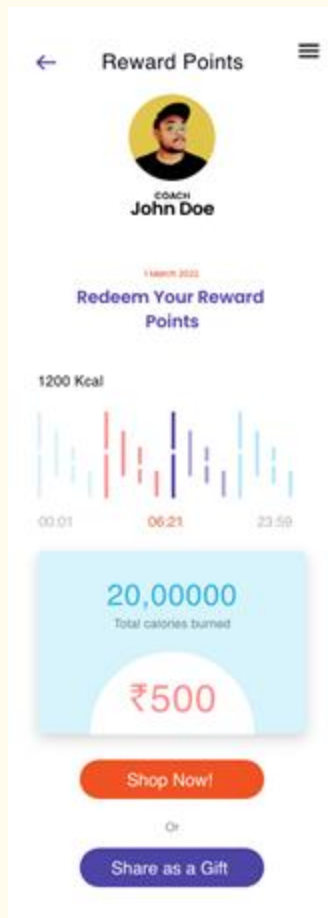 Reward Points
COACH
John Doe
1 March 2022
Redeem Your Reward
Points
1200 Kcal
00:01 06:21 23:59
20,00000
Total calories burned
₹500
Shop Now!
Or
Share as a Gift